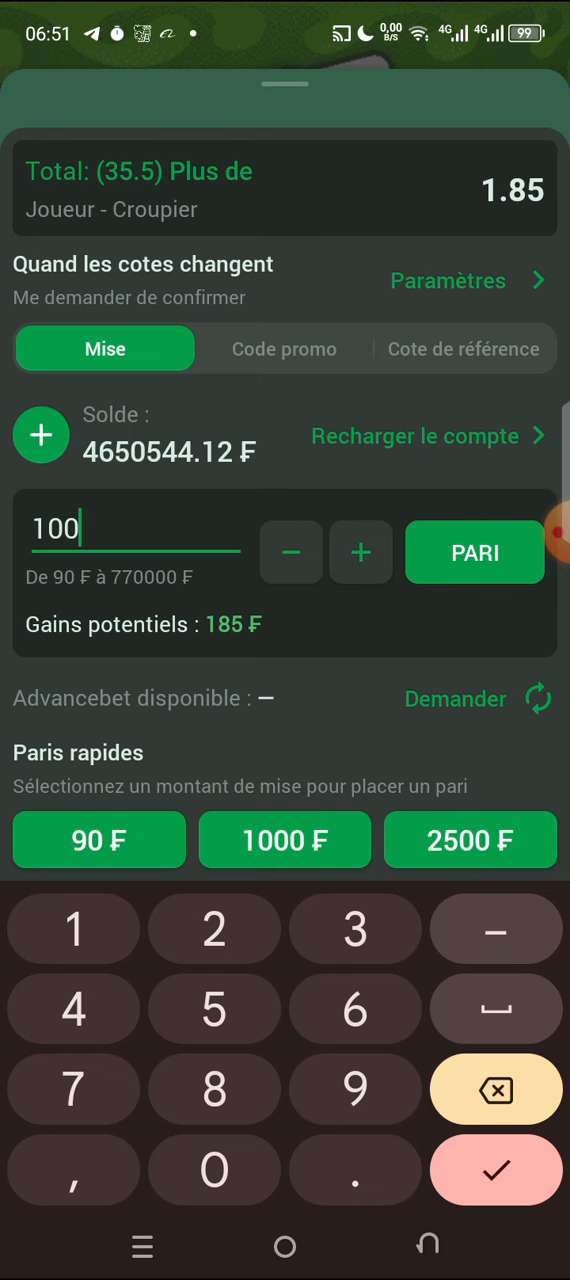 06:51
0,00
B/S
4G
4G
99
Total: (35.5) Plus de
1.85
Joueur - Croupier
Quand les cotes changent
Me demander de confirmer
Paramètres
Mise
Code promo
Cote de référence
Solde :
4650544.12 ₣
Recharger le compte
100
PARI
De 90 ₣ à 770000 ₣
Gains potentiels : 185 ₣
Advancebet disponible : –
Demander
Paris rapides
Sélectionnez un montant de mise pour placer un pari
90 ₣
1000 ₣
2500 ₣
1 2 3 –
4 5 6
7 8 9
, 0 .